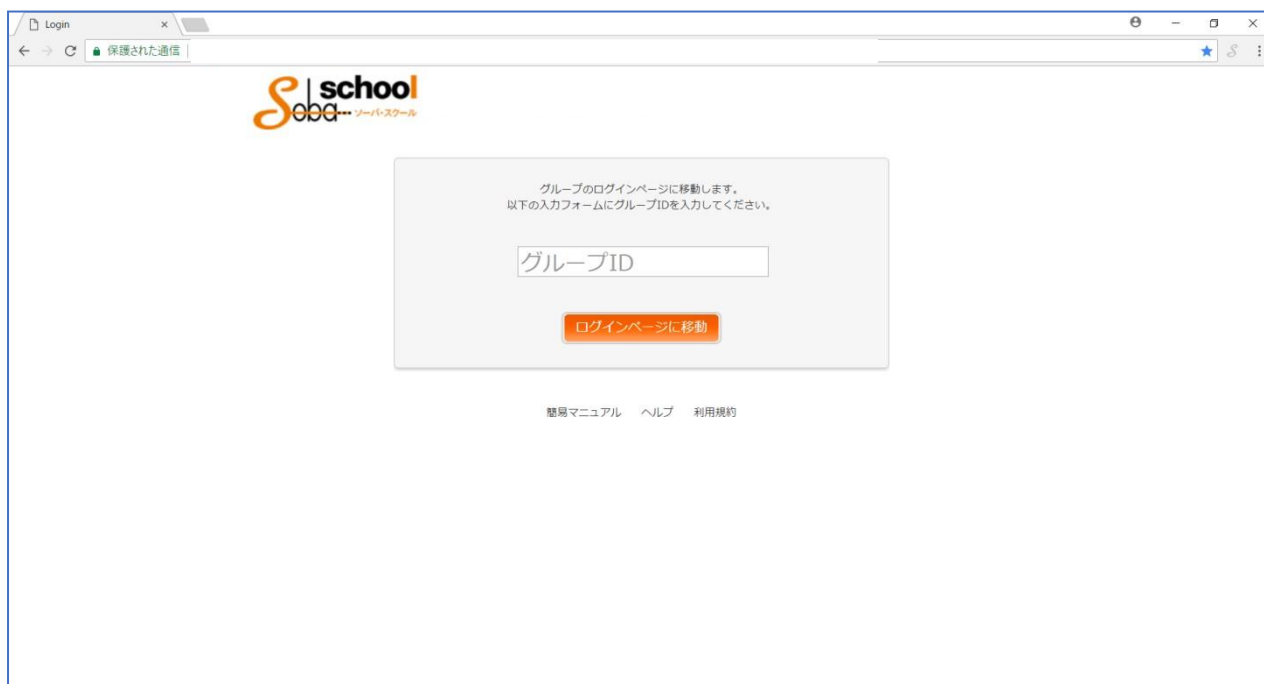 Login
保護された通信
Soba school
ソーバ・スクール
グループのログインページに移動します。
以下の入力フォームにグループIDを入力してください。
グループID
ログインページに移動
簡易マニュアル ヘルプ 利用規約